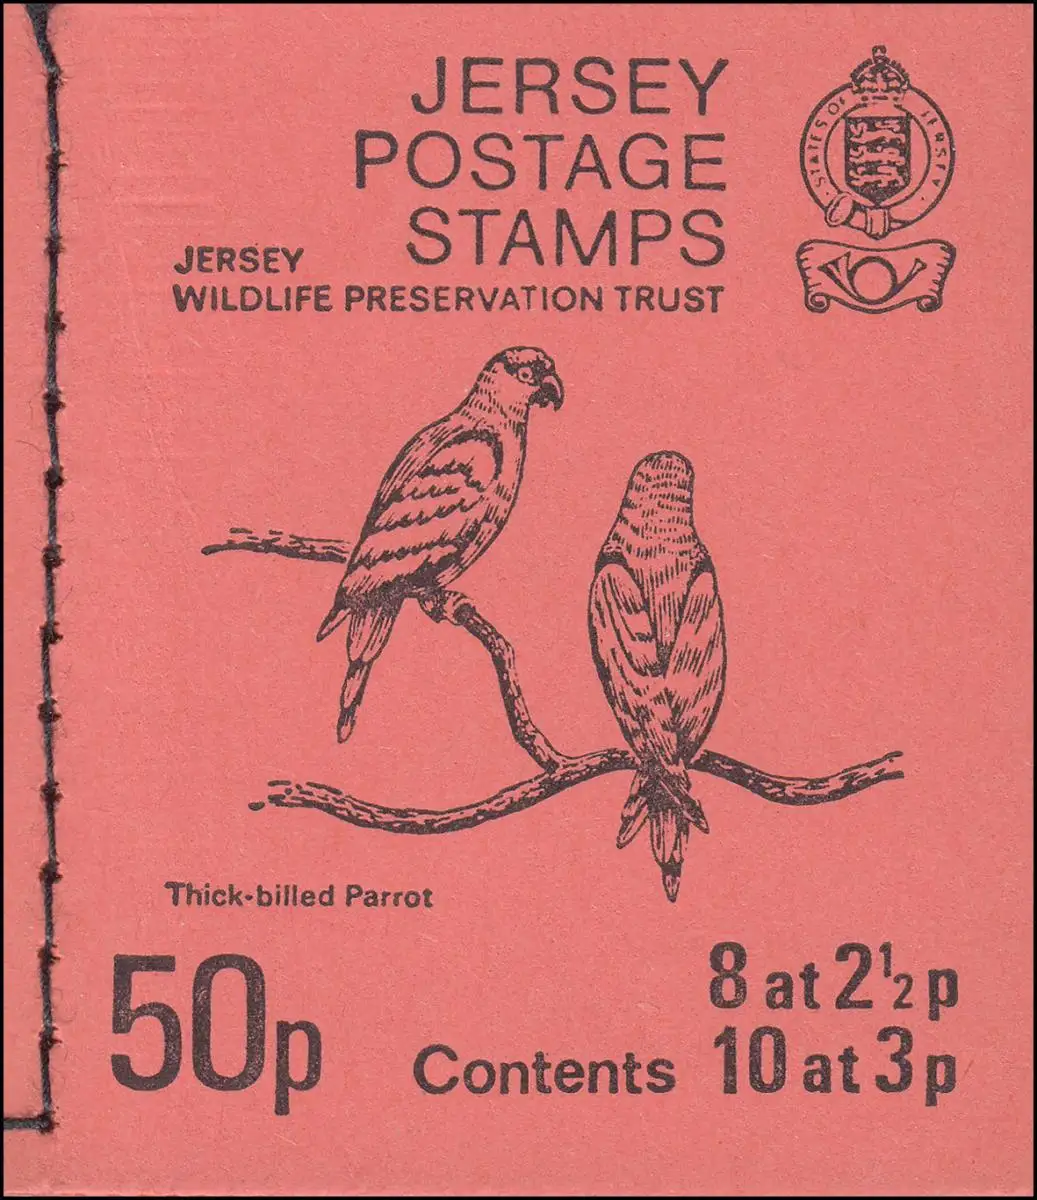 JERSEY
POSTAGE
STAMPS
STATES OF JERSEY
JERSEY
WILDLIFE PRESERVATION TRUST
Thick-billed Parrot
50p
Contents
8 at 2½p
10 at 3p